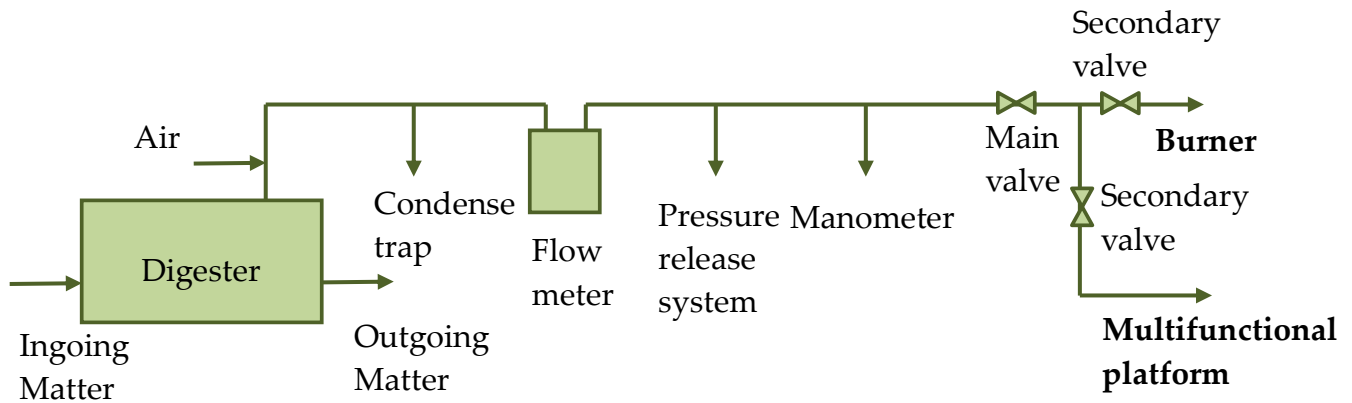 Secondary
valve
Air
Main
valve
Burner
Condense
trap
Pressure
release
system
Manometer
Secondary
valve
Digester
Flow
meter
Ingoing
Matter
Outgoing
Matter
Multifunctional
platform